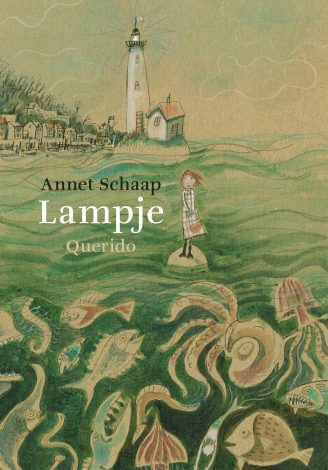 Annet Schaap
Lampje
Querido